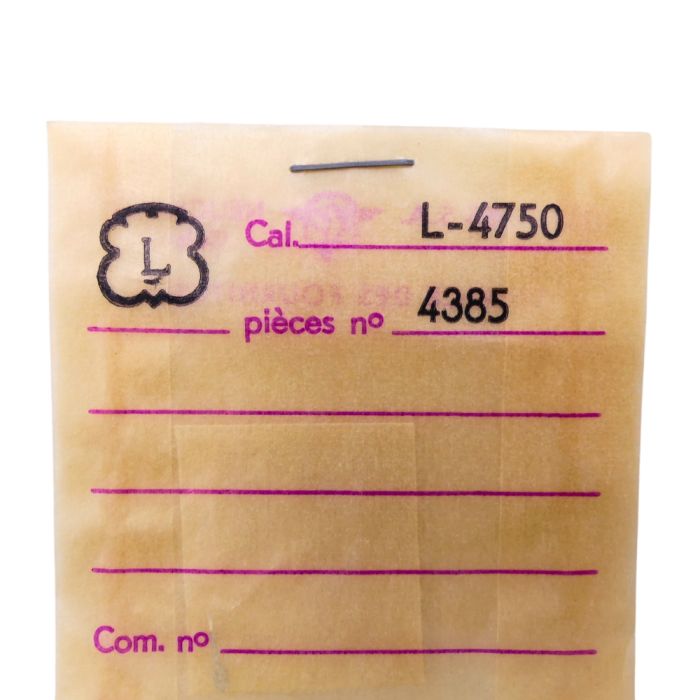 L
Cal. L-4750
pièces nº 4385
Com. nº